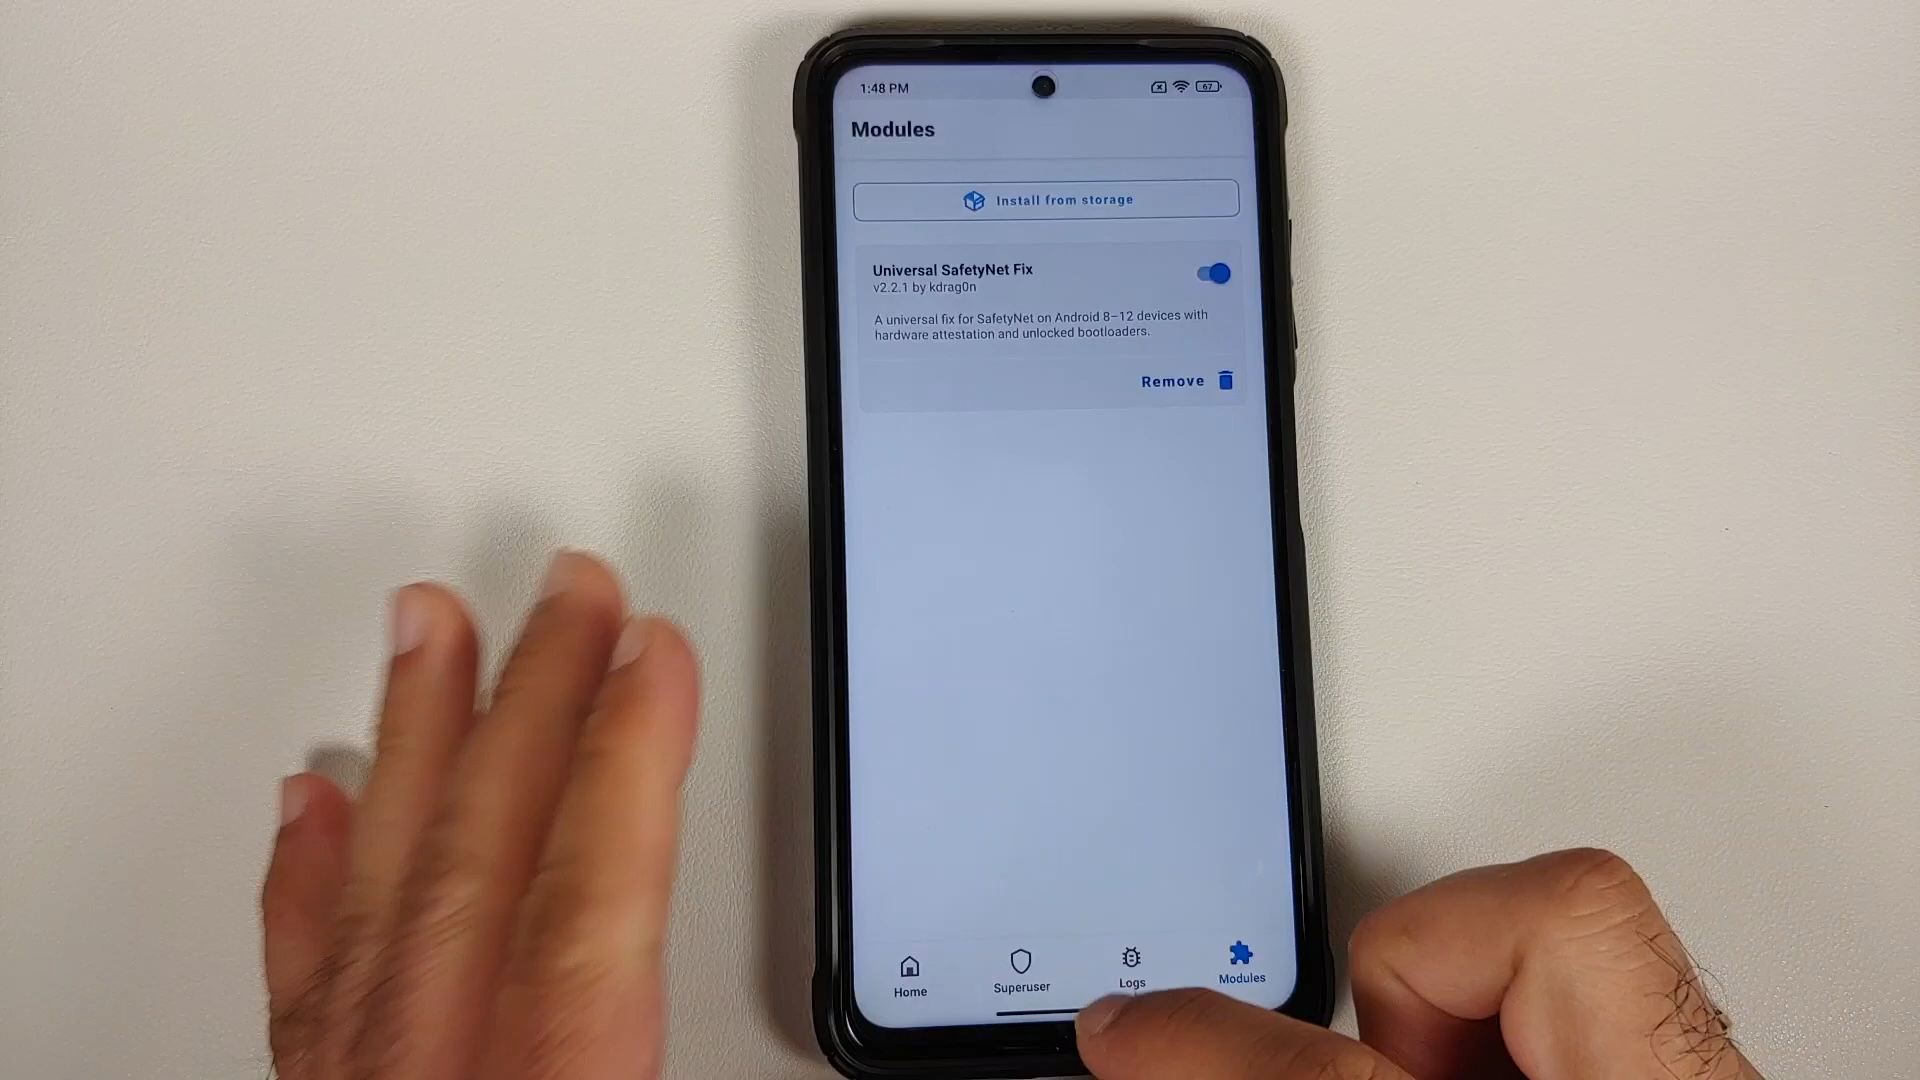 1:48 PM
67
Modules
Install from storage
Universal SafetyNet Fix
v2.2.1 by kdrag0n
A universal fix for SafetyNet on Android 8–12 devices with
hardware attestation and unlocked bootloaders.
Remove
Home
Superuser
Logs
Modules